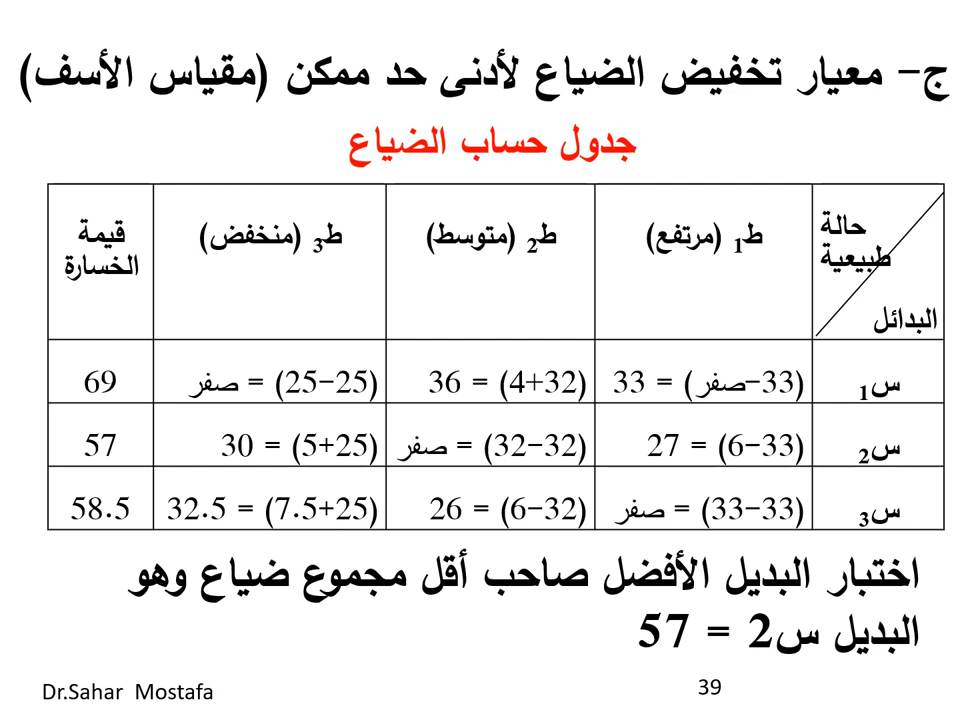 ج- معيار تخفيض الضياع لأدنى حد ممكن (مقياس الأسف)
جدول حساب الضياع
حالة طبيعية البدائل ط1 (مرتفع) ط2 (متوسط) ط3 (منخفض) قيمة الخسارة
س1 (33-صفر) = 33 (32+4) = 36 (25-25) = صفر 69
س2 (33-6) = 27 (32-32) = صفر (25+5) = 30 57
س3 (33-33) = صفر (32-6) = 26 (25+7.5) = 32.5 58.5
اختبار البديل الأفضل صاحب أقل مجموع ضياع وهو
البديل س2 = 57
Dr.Sahar Mostafa
39